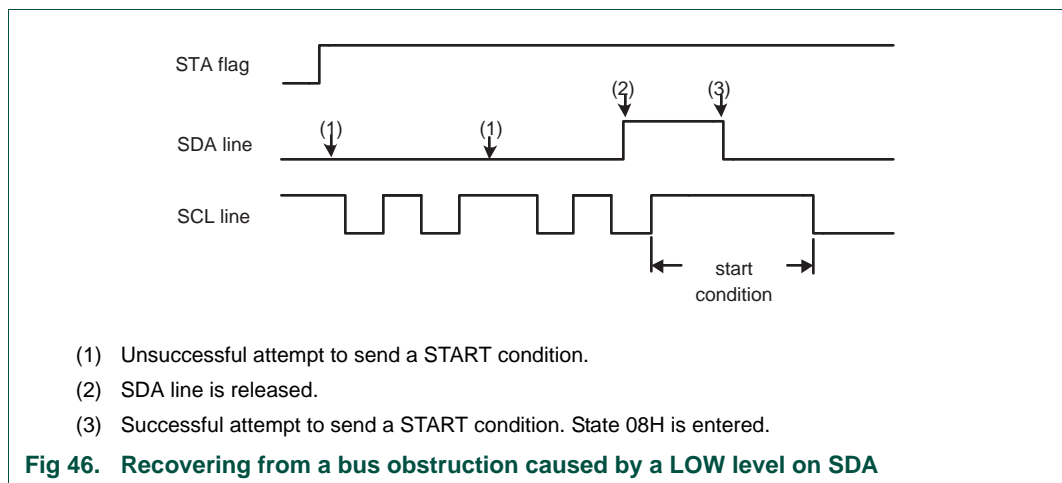 STA flag
(2) (3)
(1) (1)
SDA line
SCL line
start
condition
(1) Unsuccessful attempt to send a START condition.
(2) SDA line is released.
(3) Successful attempt to send a START condition. State 08H is entered.
Fig 46. Recovering from a bus obstruction caused by a LOW level on SDA